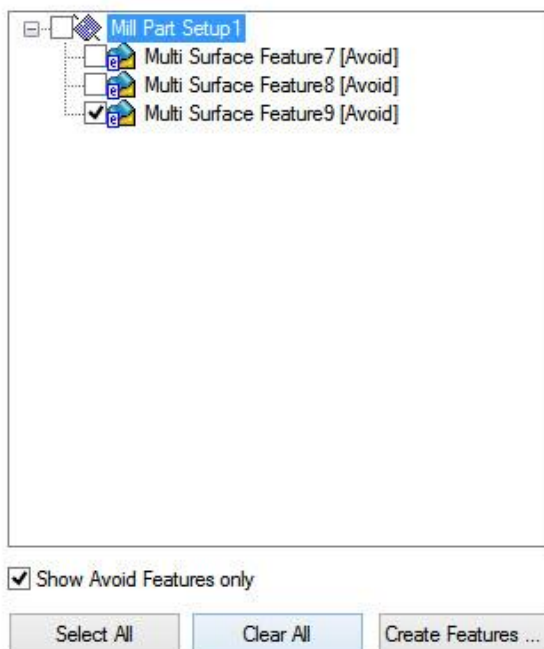 Mill Part Setup1
Multi Surface Feature7 [Avoid]
Multi Surface Feature8 [Avoid]
Multi Surface Feature9 [Avoid]
Show Avoid Features only
Select All Clear All Create Features ...